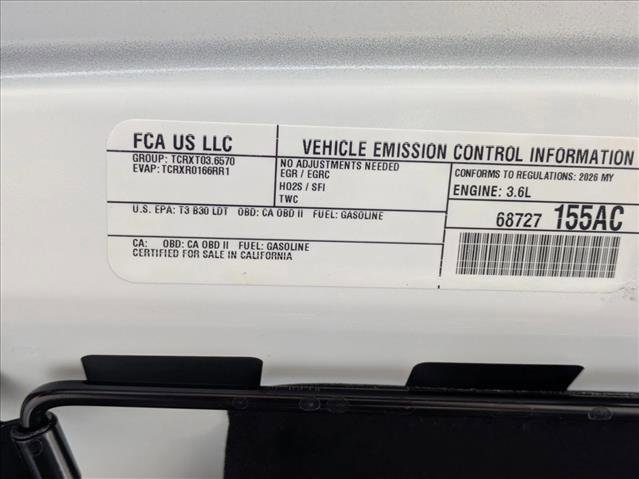 FCA US LLC
GROUP: TCRXT03.6570
EVAP: TCRXR0166RR1
VEHICLE EMISSION CONTROL INFORMATION
NO ADJUSTMENTS NEEDED
EGR / EGRC
HO2S / SFI
TWC
CONFORMS TO REGULATIONS: 2026 MY
ENGINE: 3.6L
U.S. EPA: T3 B30 LDT OBD: CA OBD II FUEL: GASOLINE
68727 155AC
CA: OBD: CA OBD II FUEL: GASOLINE
CERTIFIED FOR SALE IN CALIFORNIA